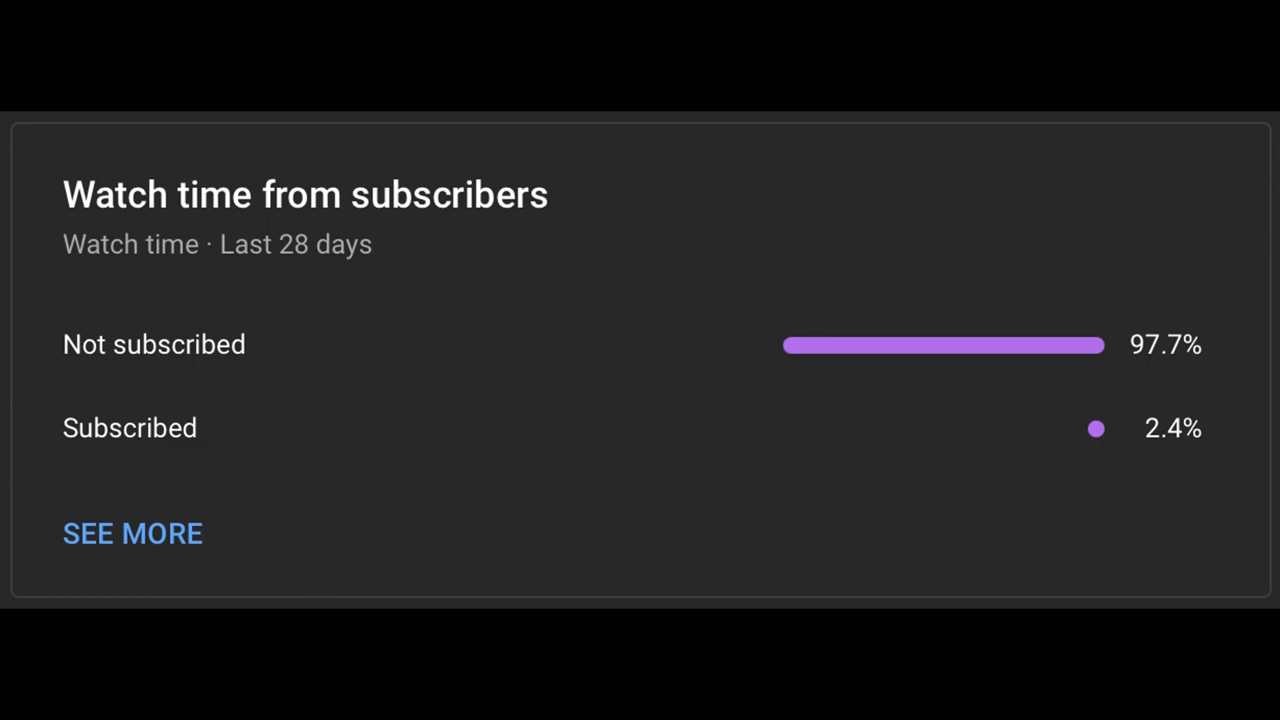 Watch time from subscribers
Watch time · Last 28 days
Not subscribed 97.7%
Subscribed 2.4%
SEE MORE